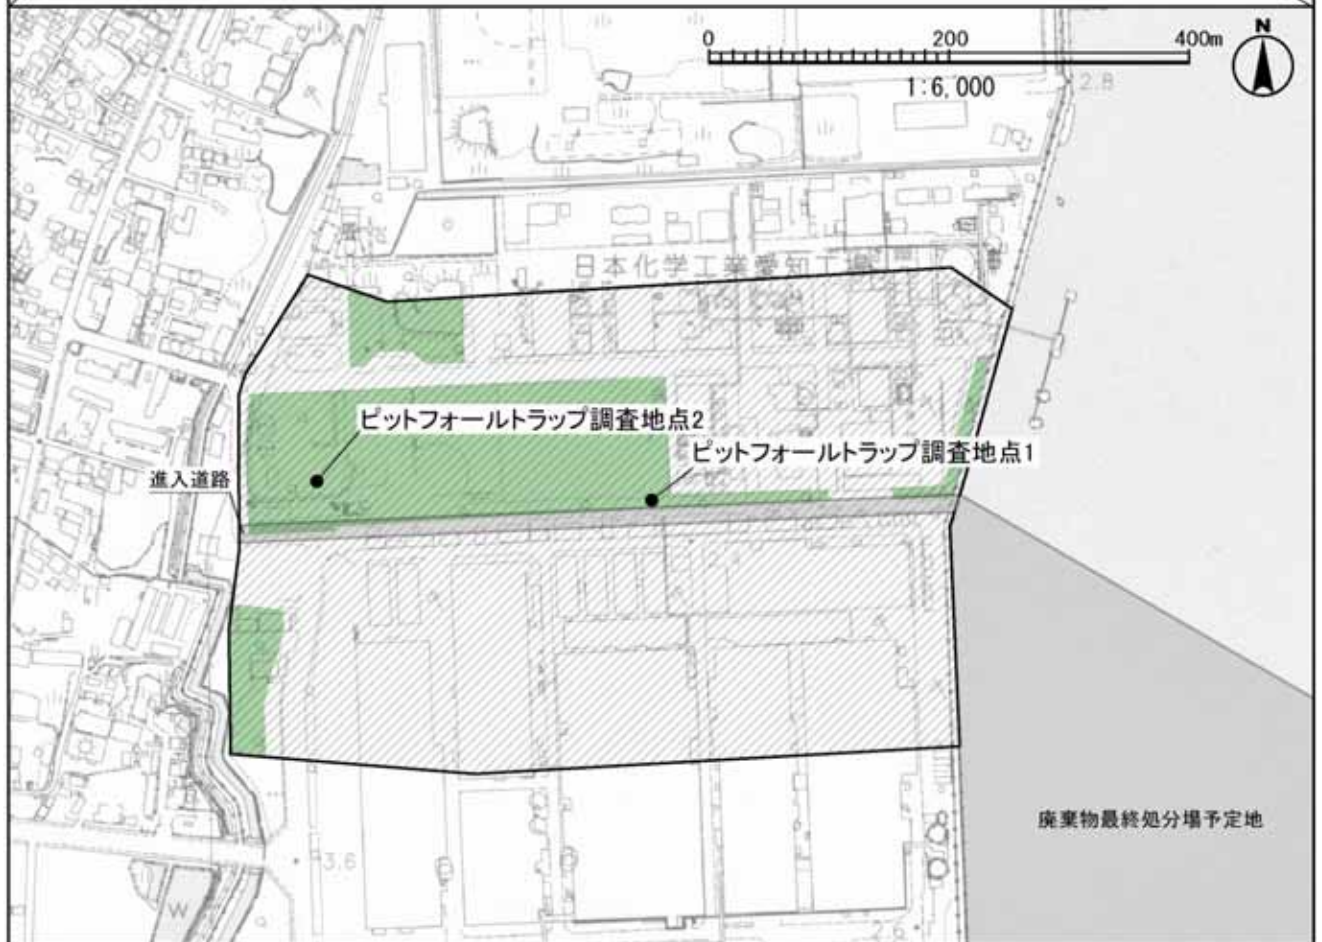 0 200 400m
N
1:6,000
2.8
日本化学工業愛知工場
ピットフォールトラップ調査地点2
ピットフォールトラップ調査地点1
進入道路
廃棄物最終処分場予定地
3.6
W
2.6